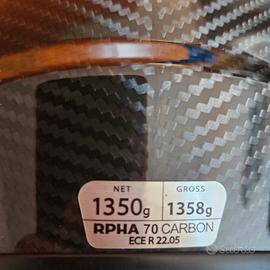 NET GROSS
1350g 1358g
RPHA 70 CARBON
ECE R 22.05